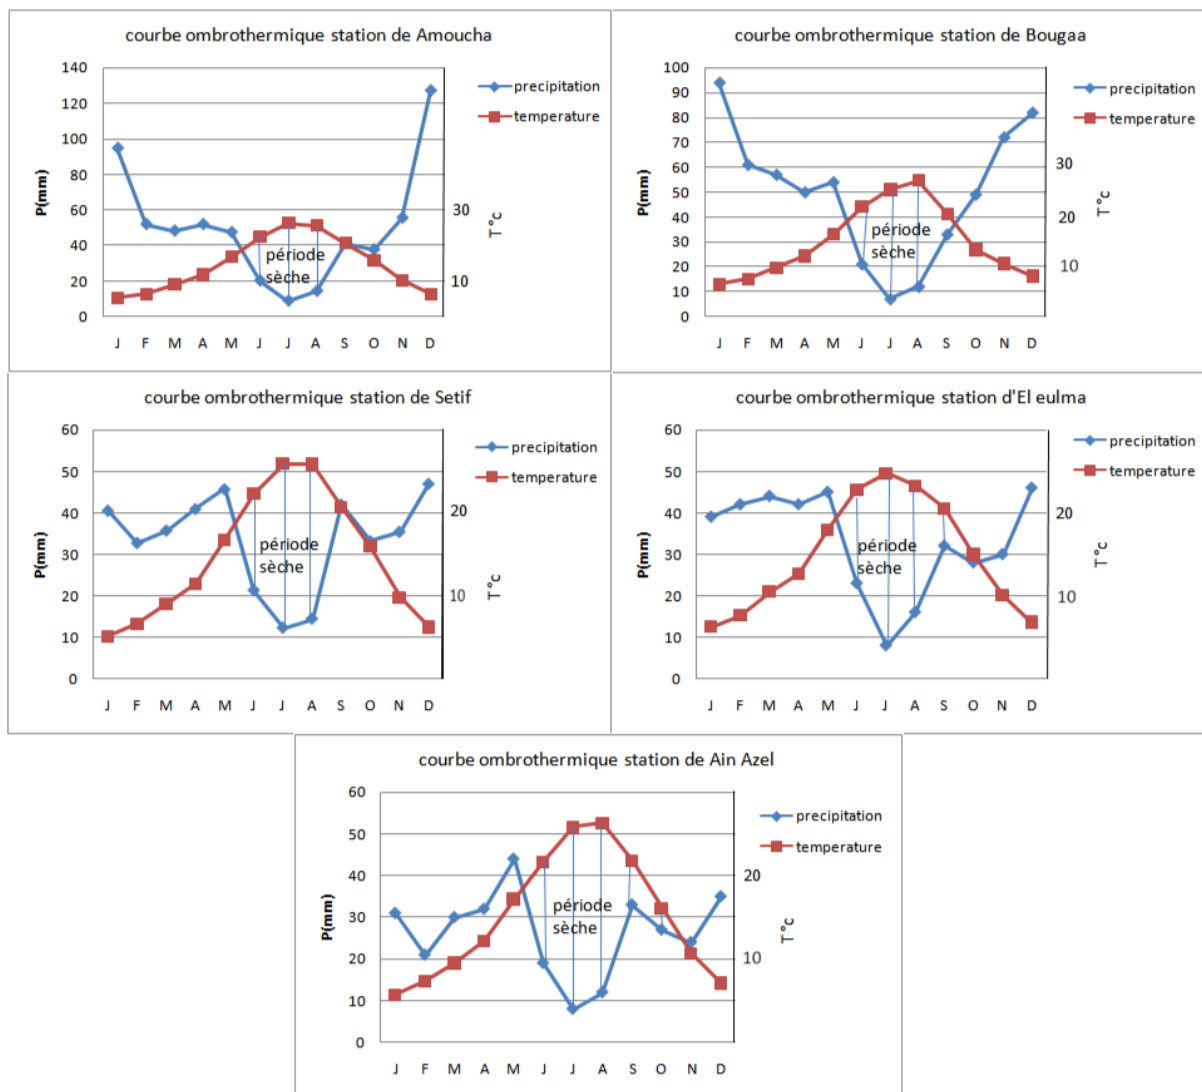 courbe ombrothermique station de Amoucha
140
120
100
80
60
40
20
0
P(mm)
30
10
T°c
precipitation
temperature
période
sèche
J F M A M J J A S O N D
courbe ombrothermique station de Bougaa
100
90
80
70
60
50
40
30
20
10
0
P(mm)
30
20
10
T°c
precipitation
temperature
période
sèche
J F M A M J J A S O N D
courbe ombrothermique station de Setif
60
50
40
30
20
10
0
P(mm)
20
10
T°c
precipitation
temperature
période
sèche
J F M A M J J A S O N D
courbe ombrothermique station d'El eulma
60
50
40
30
20
10
0
P(mm)
20
10
T°c
precipitation
temperature
période
sèche
J F M A M J J A S O N D
courbe ombrothermique station de Ain Azel
60
50
40
30
20
10
0
P(mm)
20
10
T°c
precipitation
temperature
période
sèche
J F M A M J J A S O N D